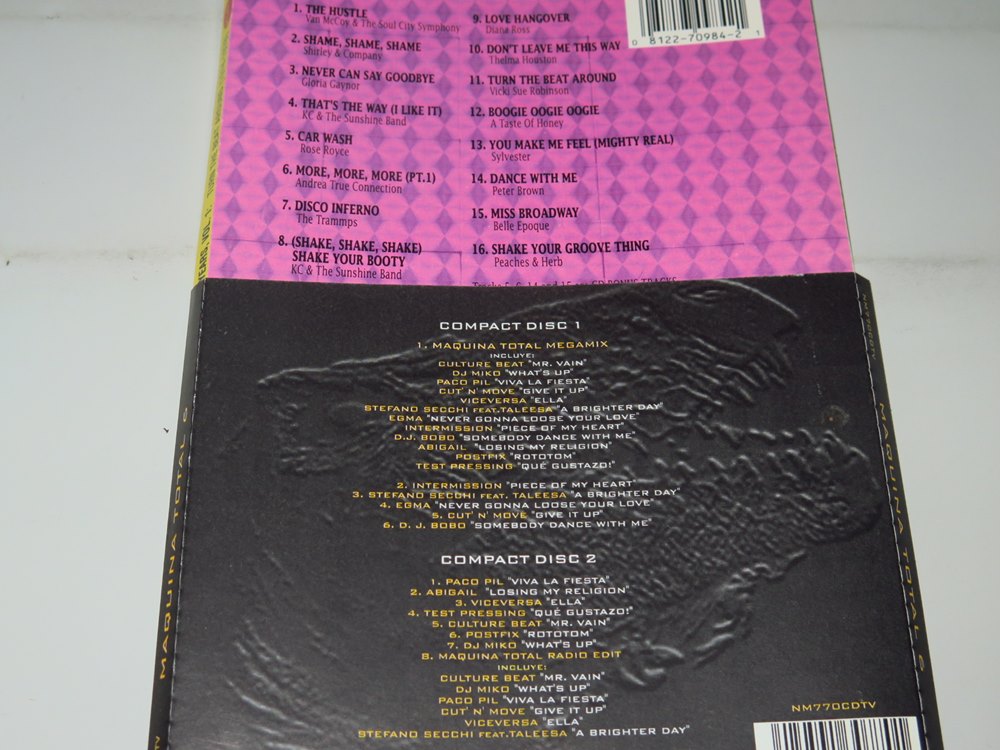 1. THE HUSTLE
Van McCoy & The Soul City Symphony
2. SHAME, SHAME, SHAME
Shirley & Company
3. NEVER CAN SAY GOODBYE
Gloria Gaynor
4. THAT'S THE WAY (I LIKE IT)
KC & The Sunshine Band
5. CAR WASH
Rose Royce
6. MORE, MORE, MORE (PT.1)
Andrea True Connection
7. DISCO INFERNO
The Trammps
8. (SHAKE, SHAKE, SHAKE)
SHAKE YOUR BOOTY
KC & The Sunshine Band
9. LOVE HANGOVER
Diana Ross
10. DON'T LEAVE ME THIS WAY
Thelma Houston
11. TURN THE BEAT AROUND
Vicki Sue Robinson
12. BOOGIE OOGIE OOGIE
A Taste Of Honey
13. YOU MAKE ME FEEL (MIGHTY REAL)
Sylvester
14. DANCE WITH ME
Peter Brown
15. MISS BROADWAY
Belle Epoque
16. SHAKE YOUR GROOVE THING
Peaches & Herb
0 8122-70984-2 1
YEARS, VOL. 1:
COMPACT DISC 1
1. MAQUINA TOTAL MEGAMIX
INCLUYE:
CULTURE BEAT "MR. VAIN"
DJ MIKO "WHAT'S UP"
PACO PIL "VIVA LA FIESTA"
CUT' N' MOVE "GIVE IT UP"
VICEVERSA "ELLA"
STEFANO SECCHI FEAT.TALEESA "A BRIGHTER DAY"
EGMA "NEVER GONNA LOOSE YOUR LOVE"
INTERMISSION "PIECE OF MY HEART"
D.J. BOBO "SOMEBODY DANCE WITH ME"
ABIGAIL "LOSING MY RELIGION"
POSTFIX "ROTOTOM"
TEST PRESSING "QUÉ GUSTAZO!"
2. INTERMISSION "PIECE OF MY HEART"
3. STEFANO SECCHI FEAT. TALEESA "A BRIGHTER DAY"
4. EGMA "NEVER GONNA LOOSE YOUR LOVE"
5. CUT' N' MOVE "GIVE IT UP"
6. D. J. BOBO "SOMEBODY DANCE WITH ME"
COMPACT DISC 2
1. PACO PIL "VIVA LA FIESTA"
2. ABIGAIL "LOSING MY RELIGION"
3. VICEVERSA "ELLA"
4. TEST PRESSING "QUÉ GUSTAZO!"
5. CULTURE BEAT "MR. VAIN"
6. POSTFIX "ROTOTOM"
7. DJ MIKO "WHAT'S UP"
8. MAQUINA TOTAL RADIO EDIT
INCLUYE:
CULTURE BEAT "MR. VAIN"
DJ MIKO "WHAT'S UP"
PACO PIL "VIVA LA FIESTA"
CUT' N' MOVE "GIVE IT UP"
VICEVERSA "ELLA"
STEFANO SECCHI FEAT.TALEESA "A BRIGHTER DAY"
MAQUINA TOTAL 6
MAQUINA TOTAL 6
NM770CDTV